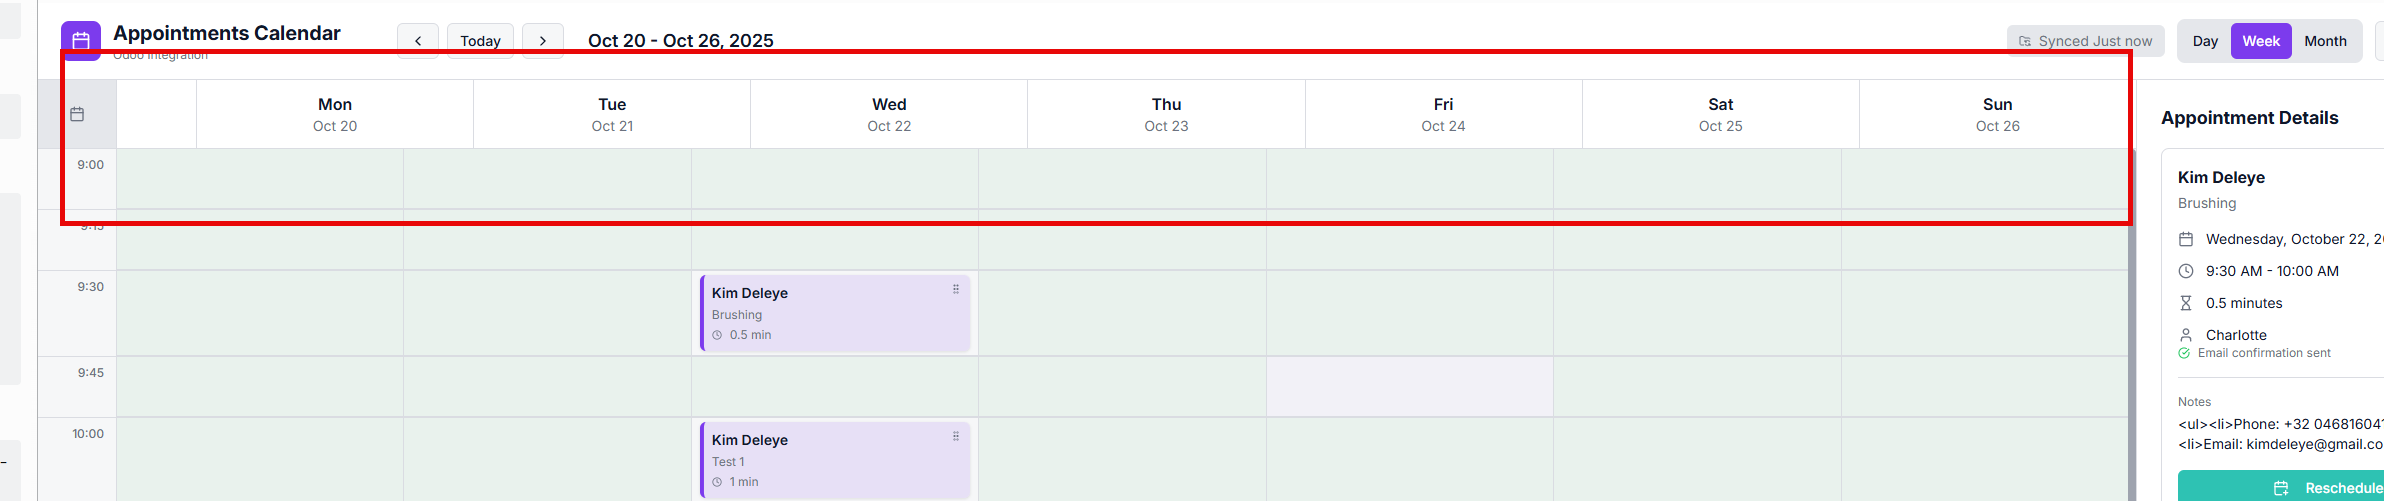 Appointments Calendar
Odoo Integration
Today
Oct 20 - Oct 26, 2025
Synced Just now
Day
Week
Month
Mon
Oct 20
Tue
Oct 21
Wed
Oct 22
Thu
Oct 23
Fri
Oct 24
Sat
Oct 25
Sun
Oct 26
9:00
9:15
9:30
9:45
10:00
Kim Deleye
Brushing
0.5 min
Kim Deleye
Test 1
1 min
Appointment Details
Kim Deleye
Brushing
Wednesday, October 22, 2
9:30 AM - 10:00 AM
0.5 minutes
Charlotte
Email confirmation sent
Notes
<ul><li>Phone: +32 04681604
<li>Email: kimdeleye@gmail.co
Reschedule